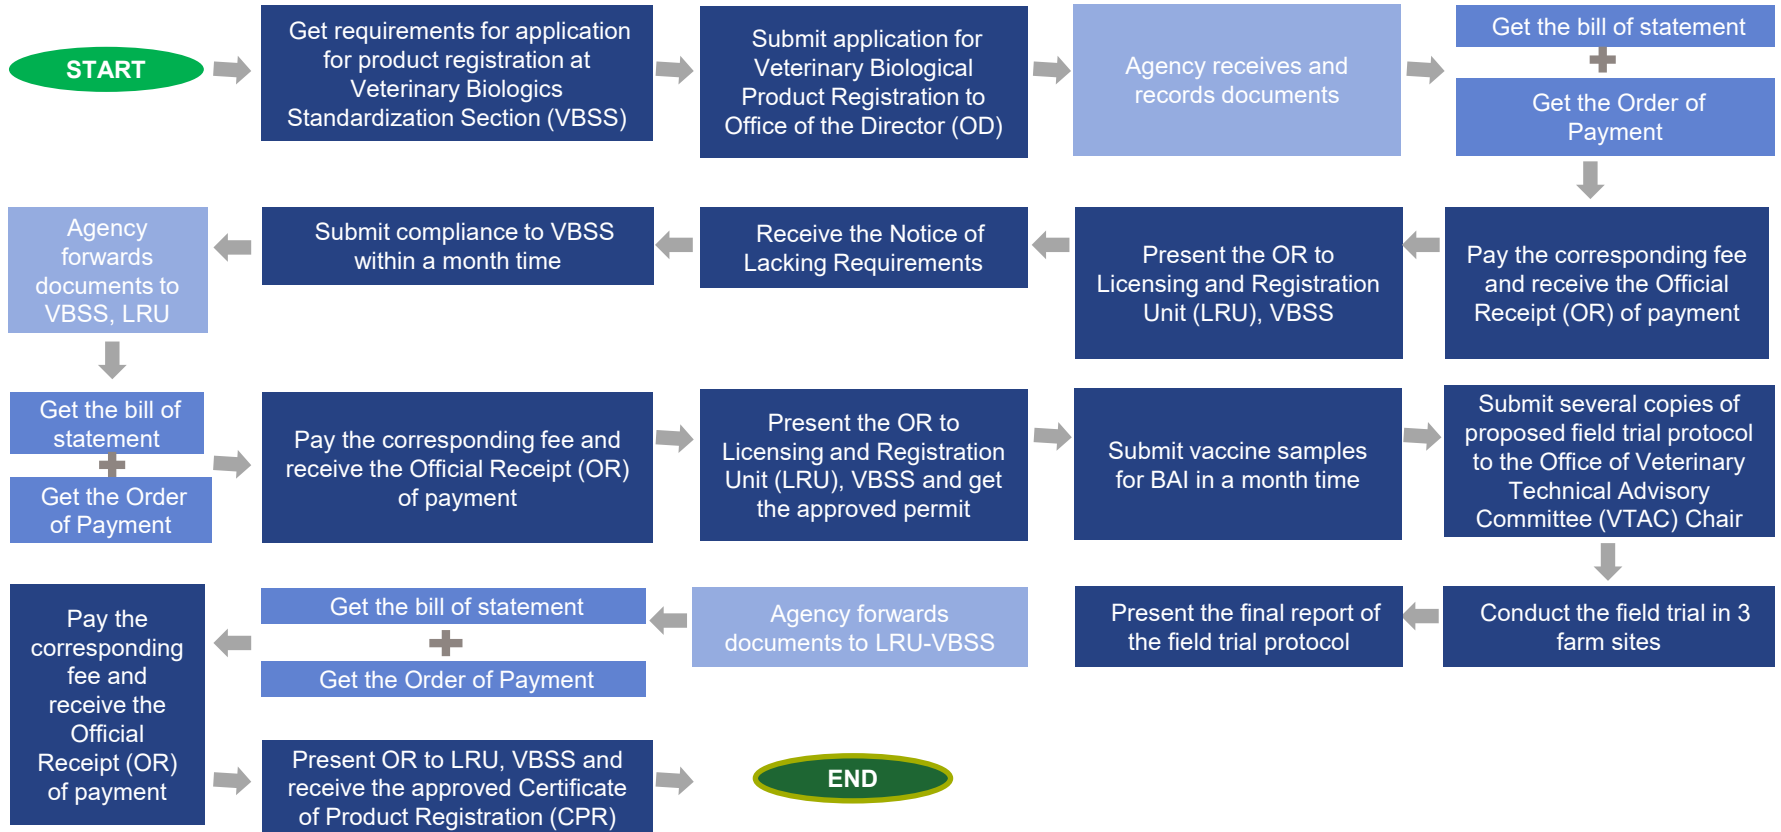 START
Get requirements for application
for product registration at
Veterinary Biologics
Standardization Section (VBSS)
Submit application for
Veterinary Biological
Product Registration to
Office of the Director (OD)
Agency receives and
records documents
Get the bill of statement
Get the Order of
Payment
Pay the corresponding fee
and receive the Official
Receipt (OR) of payment
Present the OR to
Licensing and Registration
Unit (LRU), VBSS
Receive the Notice of
Lacking Requirements
Submit compliance to VBSS
within a month time
Agency
forwards
documents to
VBSS, LRU
Get the bill of
statement
Get the Order
of Payment
Pay the corresponding fee and
receive the Official Receipt (OR)
of payment
Present the OR to
Licensing and Registration
Unit (LRU), VBSS and get
the approved permit
Submit vaccine samples
for BAI in a month time
Submit several copies of
proposed field trial protocol
to the Office of Veterinary
Technical Advisory
Committee (VTAC) Chair
Conduct the field trial in 3
farm sites
Present the final report of
the field trial protocol
Agency forwards
documents to LRU-VBSS
Get the bill of statement
Get the Order of Payment
Pay the
corresponding
fee and
receive the
Official
Receipt (OR)
of payment
Present OR to LRU, VBSS and
receive the approved Certificate
of Product Registration (CPR)
END